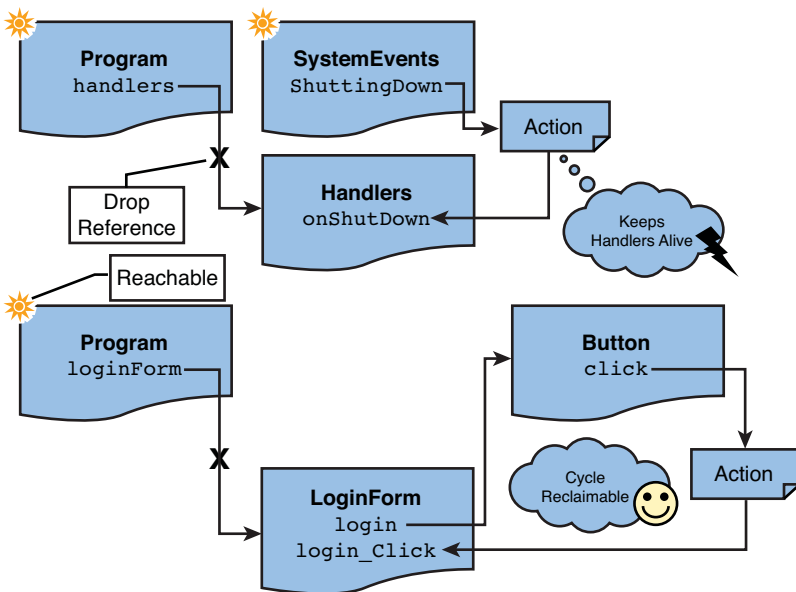 Program
handlers
SystemEvents
ShuttingDown
Action
Drop
Reference
Handlers
onShutDown
Keeps
Handlers Alive
Reachable
Program
loginForm
Button
click
LoginForm
login
login_Click
Cycle
Reclaimable
Action